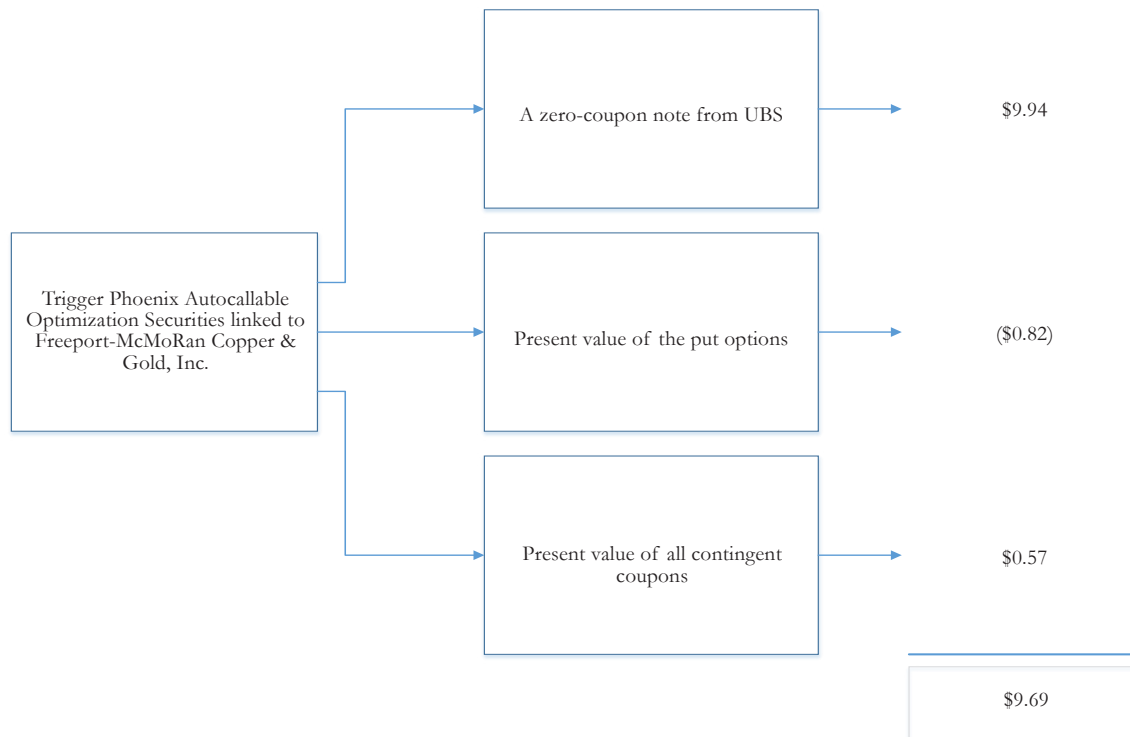 A zero-coupon note from UBS
$9.94
Trigger Phoenix Autocallable
Optimization Securities linked to
Freeport-McMoRan Copper &
Gold, Inc.
Present value of the put options
($0.82)
Present value of all contingent
coupons
$0.57
$9.69